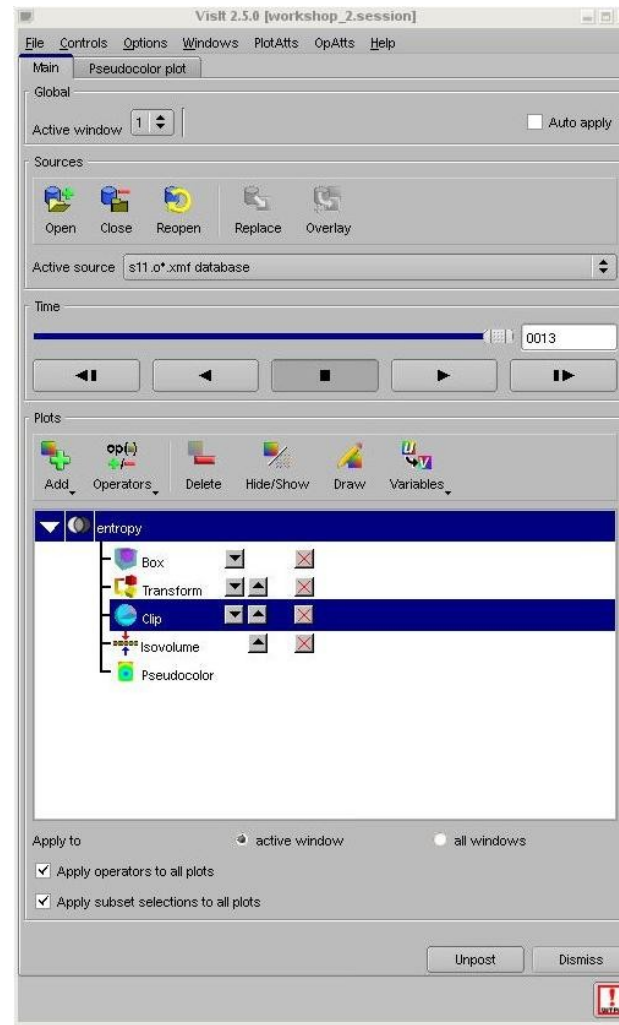 VisIt 2.5.0 [workshop_2.session]
File Controls Options Windows PlotAtts OpAtts Help
Main Pseudocolor plot
Global
Active window 1 Auto apply
Sources
Open Close Reopen Replace Overlay
Active source s11.o*.xmf database
Time
0013
Plots
op(≡)
+/-
Add Operators Delete Hide/Show Draw Variables
entropy
Box
Transform
Clip
Isovolume
Pseudocolor
Apply to active window all windows
Apply operators to all plots
Apply subset selections to all plots
Unpost Dismiss